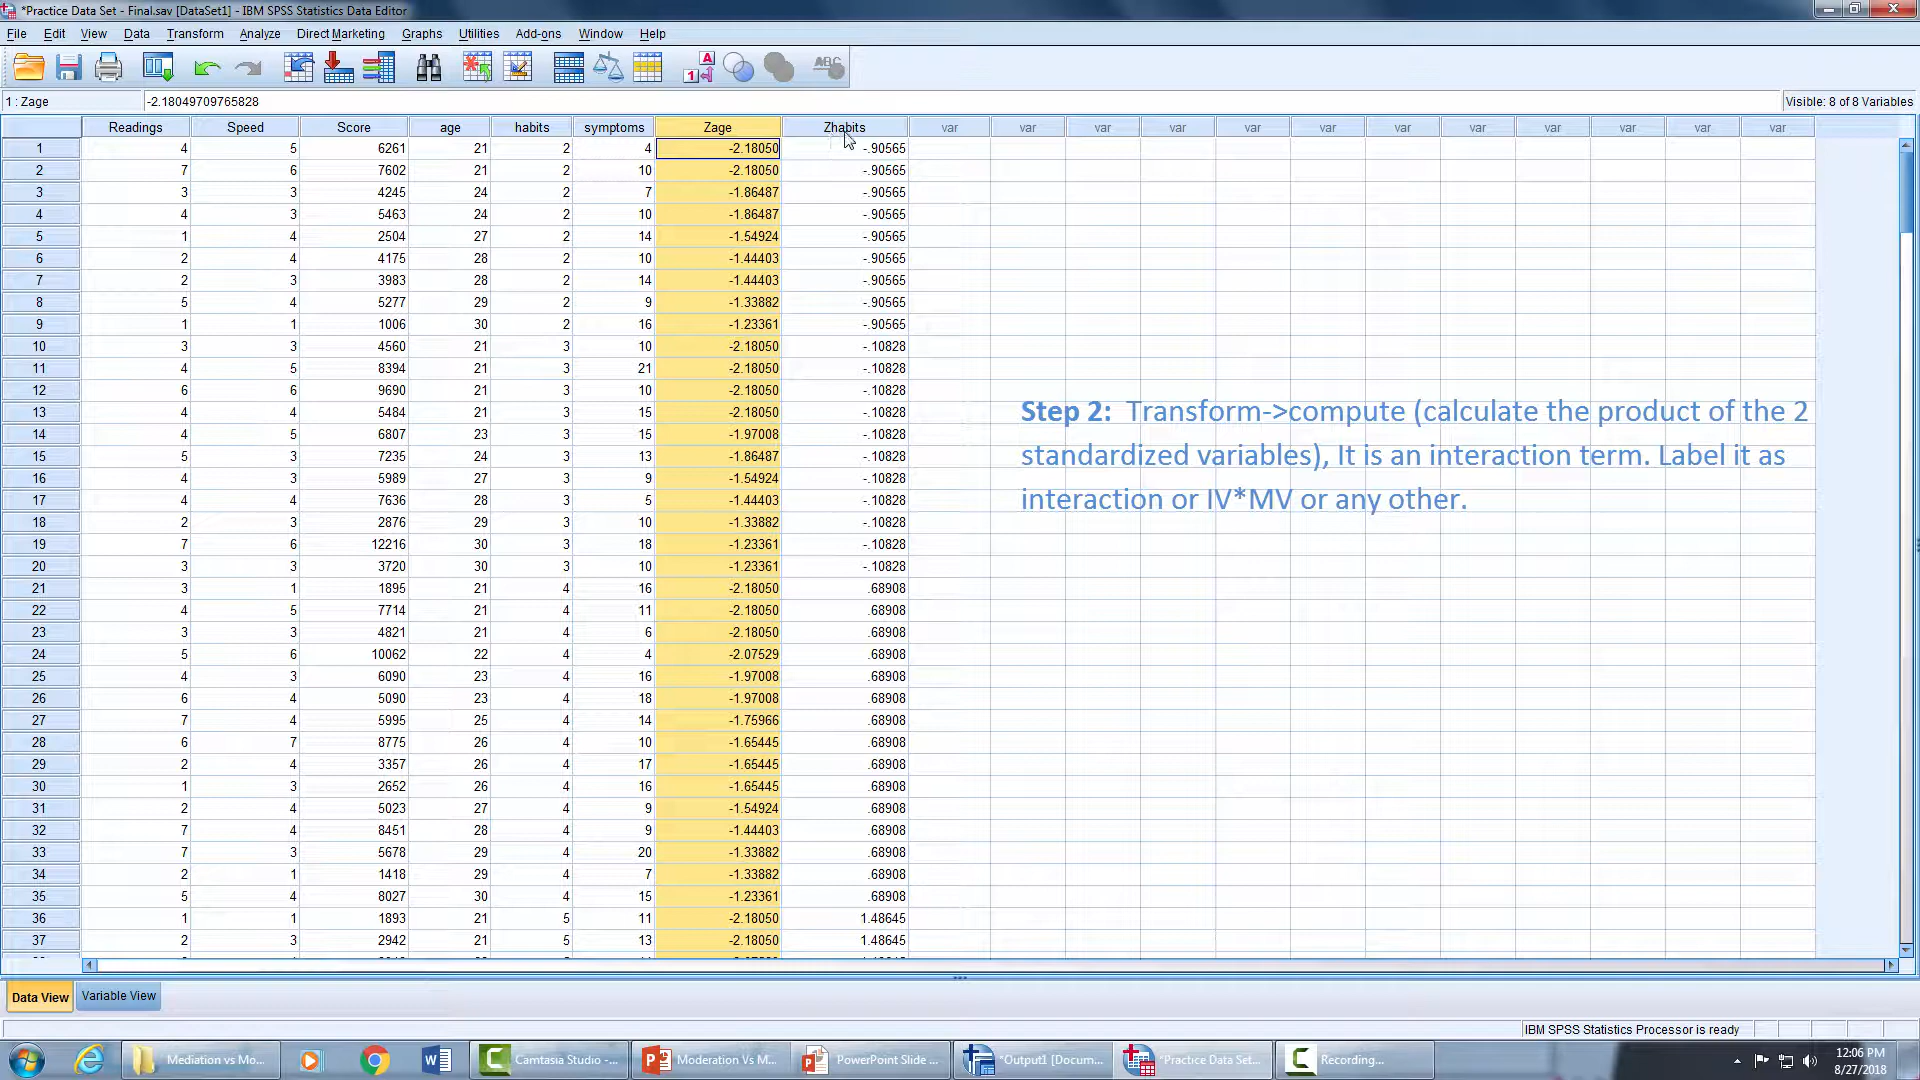 *Practice Data Set - Final.sav [DataSet1] - IBM SPSS Statistics Data Editor
File Edit View Data Transform Analyze Direct Marketing Graphs Utilities Add-ons Window Help
1 : Zage -2.18049709765828 Visible: 8 of 8 Variables
Readings Speed Score age habits symptoms Zage Zhabits var var var var var var var var var var var
1 4 5 6261 21 2 4 -2.18050 -.90565
2 7 6 7602 21 2 10 -2.18050 -.90565
3 3 3 4245 24 2 7 -1.86487 -.90565
4 4 3 5463 24 2 10 -1.86487 -.90565
5 1 4 2504 27 2 14 -1.54924 -.90565
6 2 4 4175 28 2 10 -1.44403 -.90565
7 2 3 3983 28 2 14 -1.44403 -.90565
8 5 4 5277 29 2 9 -1.33882 -.90565
9 1 1 1006 30 2 16 -1.23361 -.90565
10 3 3 4560 21 3 10 -2.18050 -.10828
11 4 5 8394 21 3 21 -2.18050 -.10828
12 6 6 9690 21 3 10 -2.18050 -.10828
13 4 4 5484 21 3 15 -2.18050 -.10828
14 4 5 6807 23 3 15 -1.97008 -.10828
15 5 3 7235 24 3 13 -1.86487 -.10828
16 4 3 5989 27 3 9 -1.54924 -.10828
17 4 4 7636 28 3 5 -1.44403 -.10828
18 2 3 2876 29 3 10 -1.33882 -.10828
19 7 6 12216 30 3 18 -1.23361 -.10828
20 3 3 3720 30 3 10 -1.23361 -.10828
21 3 1 1895 21 4 16 -2.18050 .68908
22 4 5 7714 21 4 11 -2.18050 .68908
23 3 3 4821 21 4 6 -2.18050 .68908
24 5 6 10062 22 4 4 -2.07529 .68908
25 4 3 6090 23 4 16 -1.97008 .68908
26 6 4 5090 23 4 18 -1.97008 .68908
27 7 4 5995 25 4 14 -1.75966 .68908
28 6 7 8775 26 4 10 -1.65445 .68908
29 2 4 3357 26 4 17 -1.65445 .68908
30 1 3 2652 26 4 16 -1.65445 .68908
31 2 4 5023 27 4 9 -1.54924 .68908
32 7 4 8451 28 4 9 -1.44403 .68908
33 7 3 5678 29 4 20 -1.33882 .68908
34 2 1 1418 29 4 7 -1.33882 .68908
35 5 4 8027 30 4 15 -1.23361 .68908
36 1 1 1893 21 5 11 -2.18050 1.48645
37 2 3 2942 21 5 13 -2.18050 1.48645
Step 2: Transform->compute (calculate the product of the 2
standardized variables), It is an interaction term. Label it as
interaction or IV*MV or any other.
Data View Variable View
IBM SPSS Statistics Processor is ready
Mediation vs Mo... Camtasia Studio -... Moderation Vs M... PowerPoint Slide ... *Output1 [Docum... *Practice Data Set... Recording...
12:06 PM
8/27/2018